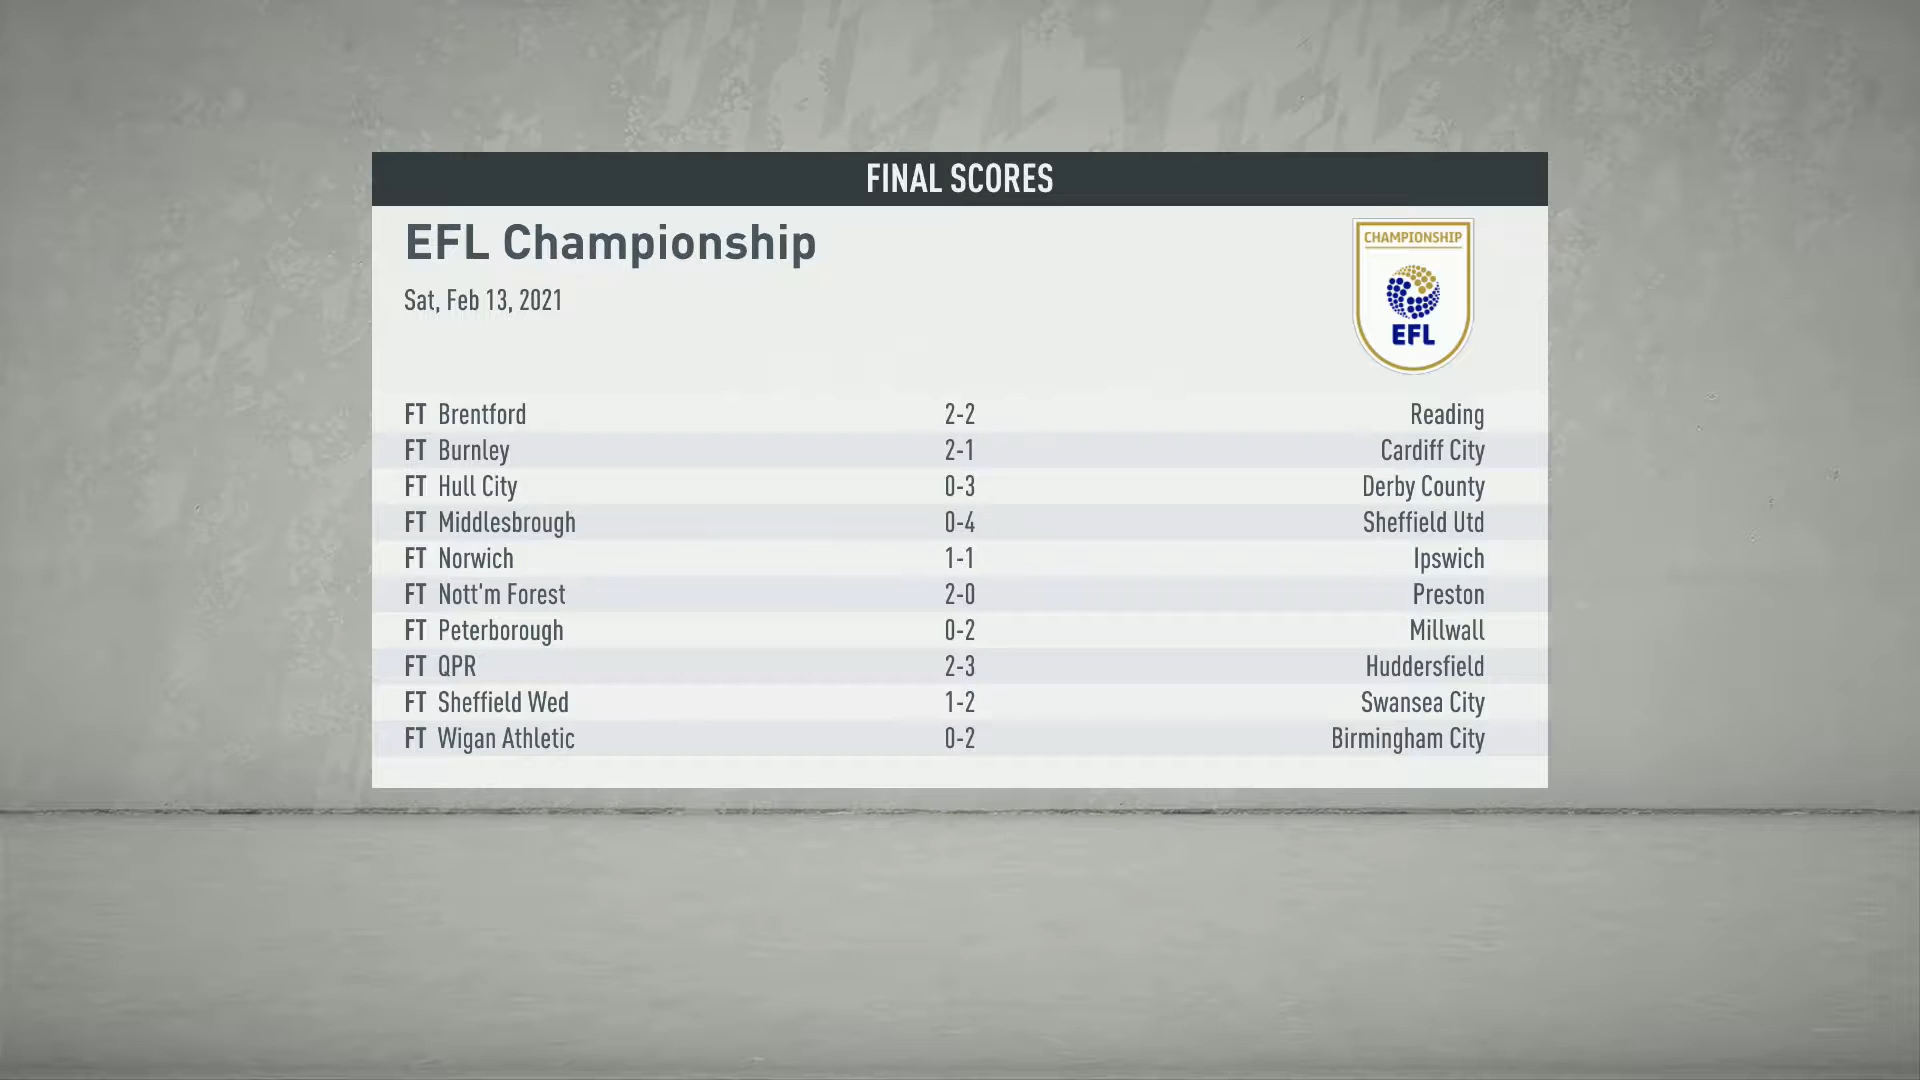 FINAL SCORES
EFL Championship
CHAMPIONSHIP
Sat, Feb 13, 2021
EFL
FT Brentford 2-2 Reading
FT Burnley 2-1 Cardiff City
FT Hull City 0-3 Derby County
FT Middlesbrough 0-4 Sheffield Utd
FT Norwich 1-1 Ipswich
FT Nott'm Forest 2-0 Preston
FT Peterborough 0-2 Millwall
FT QPR 2-3 Huddersfield
FT Sheffield Wed 1-2 Swansea City
FT Wigan Athletic 0-2 Birmingham City